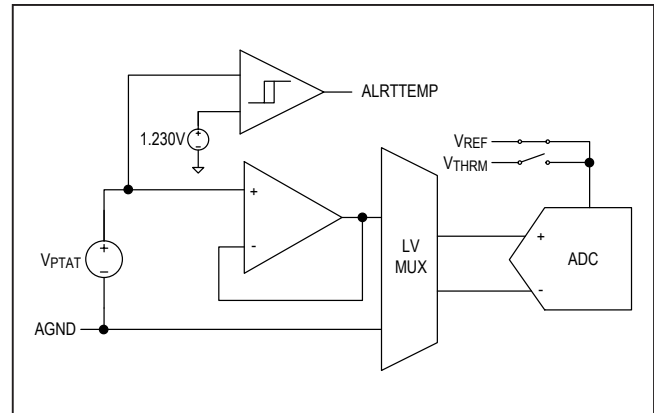 ALRTTEMP
1.230V
+
−
VREF
VTHRM
+
-
LV
MUX
+
-
ADC
VPTAT
+
−
AGND